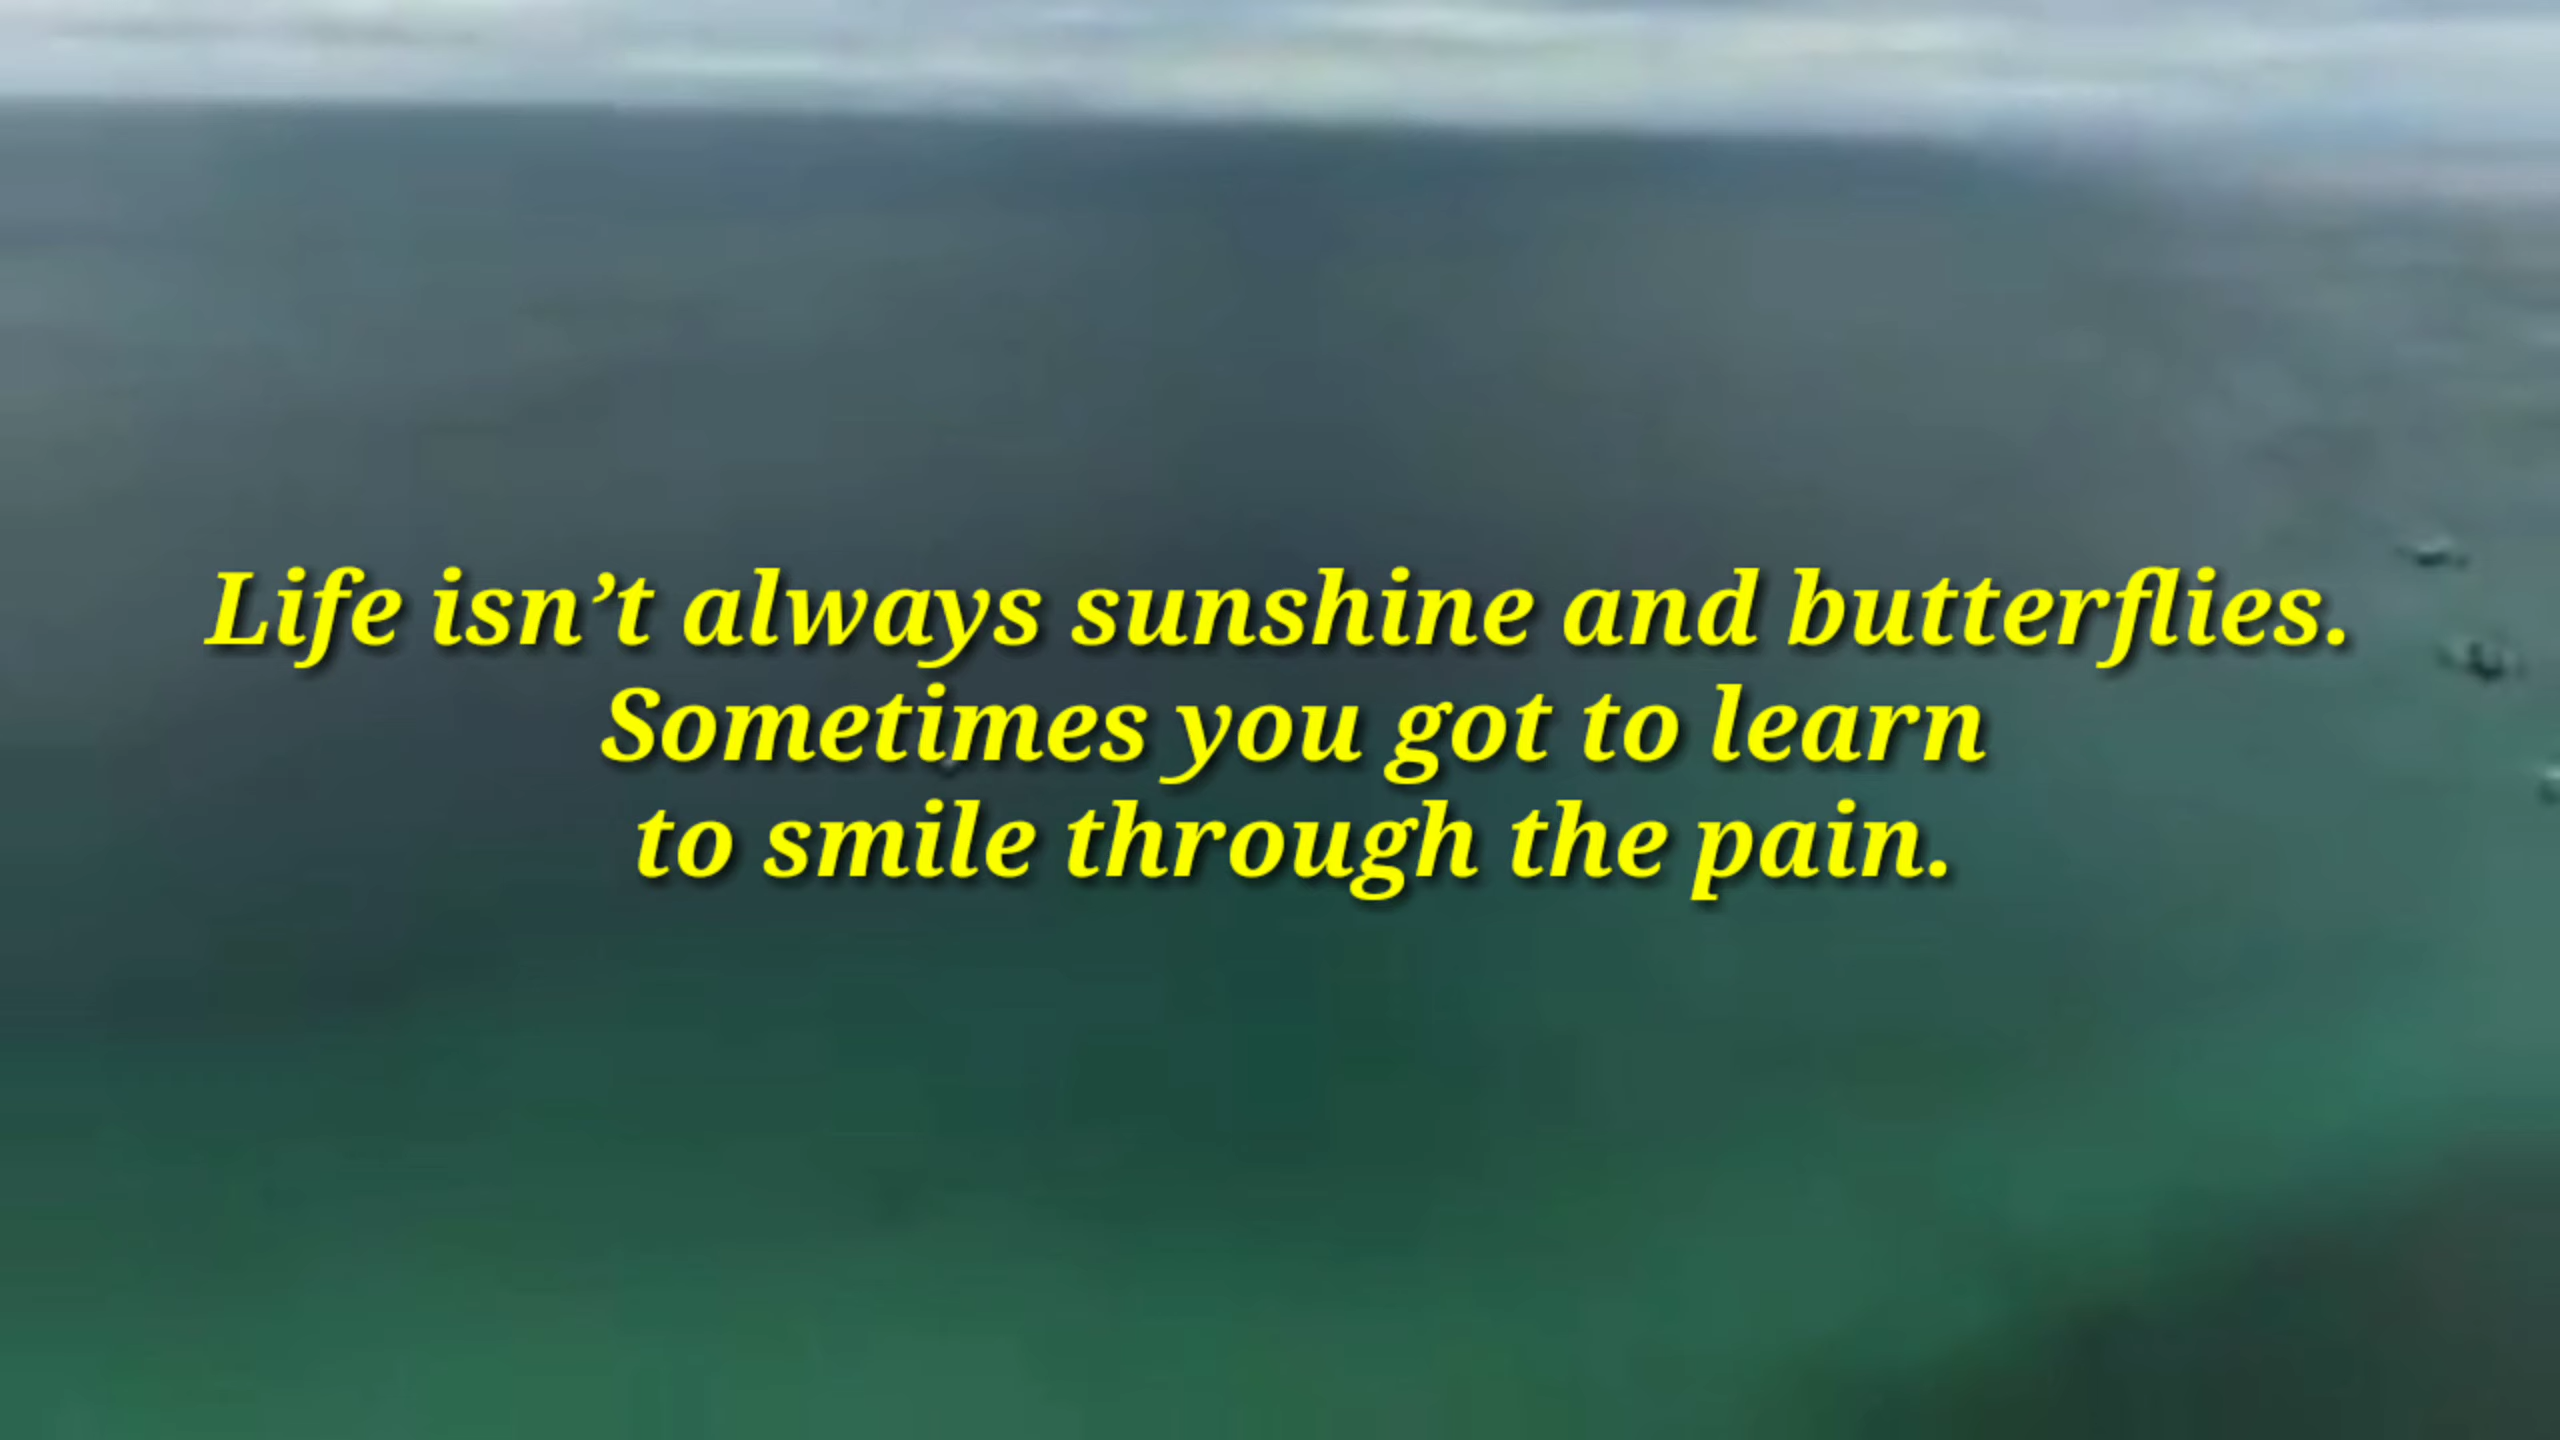 Life isn’t always sunshine and butterflies.
Sometimes you got to learn
to smile through the pain.